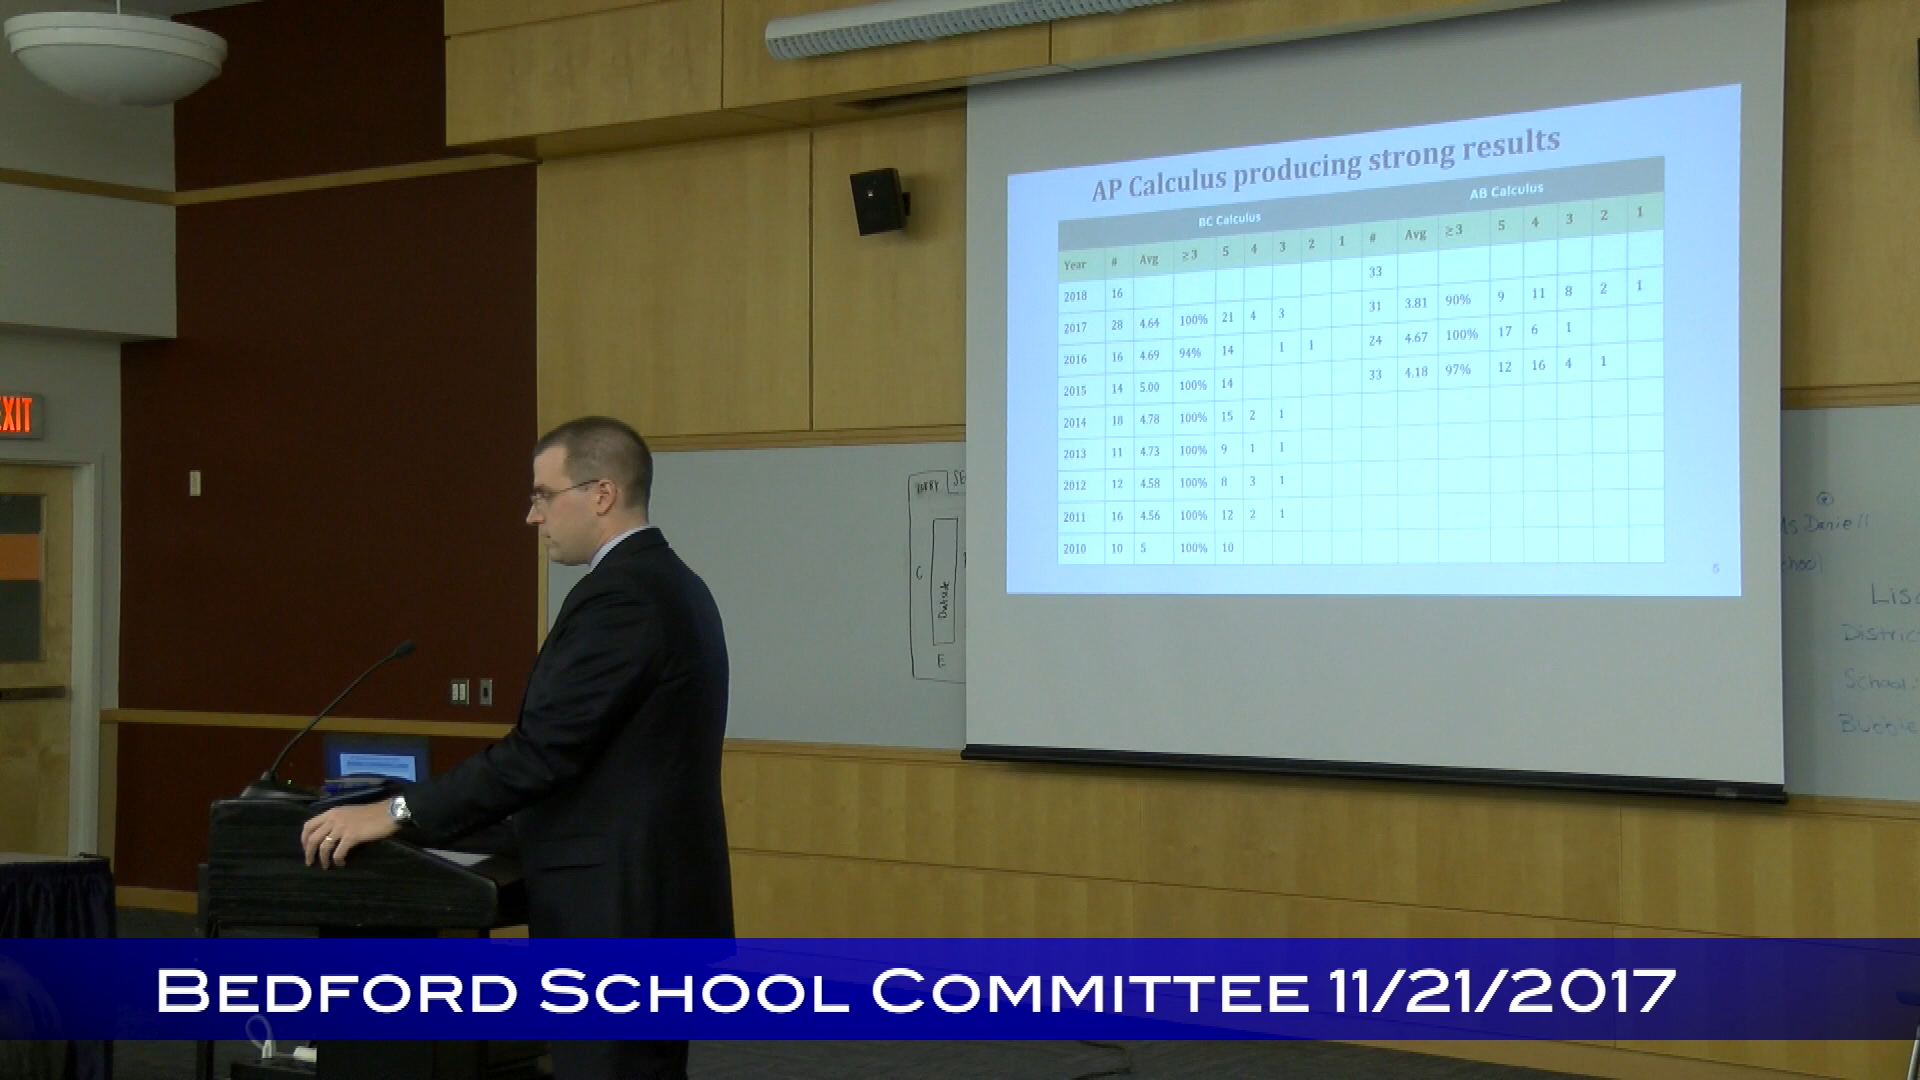 AP Calculus producing strong results
BC Calculus AB Calculus
Year # Avg ≥3 5 4 3 2 1 # Avg ≥3 5 4 3 2 1
2018 16 33
2017 28 4.64 100% 21 4 3 31 3.81 90% 9 11 8 2 1
2016 16 4.69 94% 14 1 1 24 4.67 100% 17 6 1
2015 14 5.00 100% 14 33 4.18 97% 12 16 4 1
2014 18 4.78 100% 15 2 1
2013 11 4.73 100% 9 1 1
2012 12 4.58 100% 8 3 1
2011 16 4.56 100% 12 2 1
2010 10 5 100% 10
6
EXIT
C
Outside
E
BEDFORD SCHOOL COMMITTEE 11/21/2017